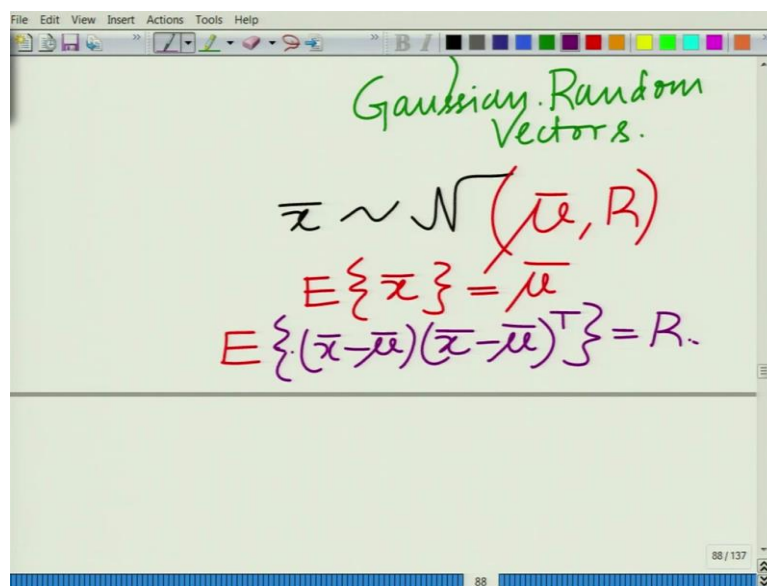 File Edit View Insert Actions Tools Help
B I
Gaussian Random
Vectors.
x̄ ~ N(μ̄, R)
E{x̄} = μ̄
E{(x̄-μ̄)(x̄-μ̄)ᵀ} = R.
88 / 137
88